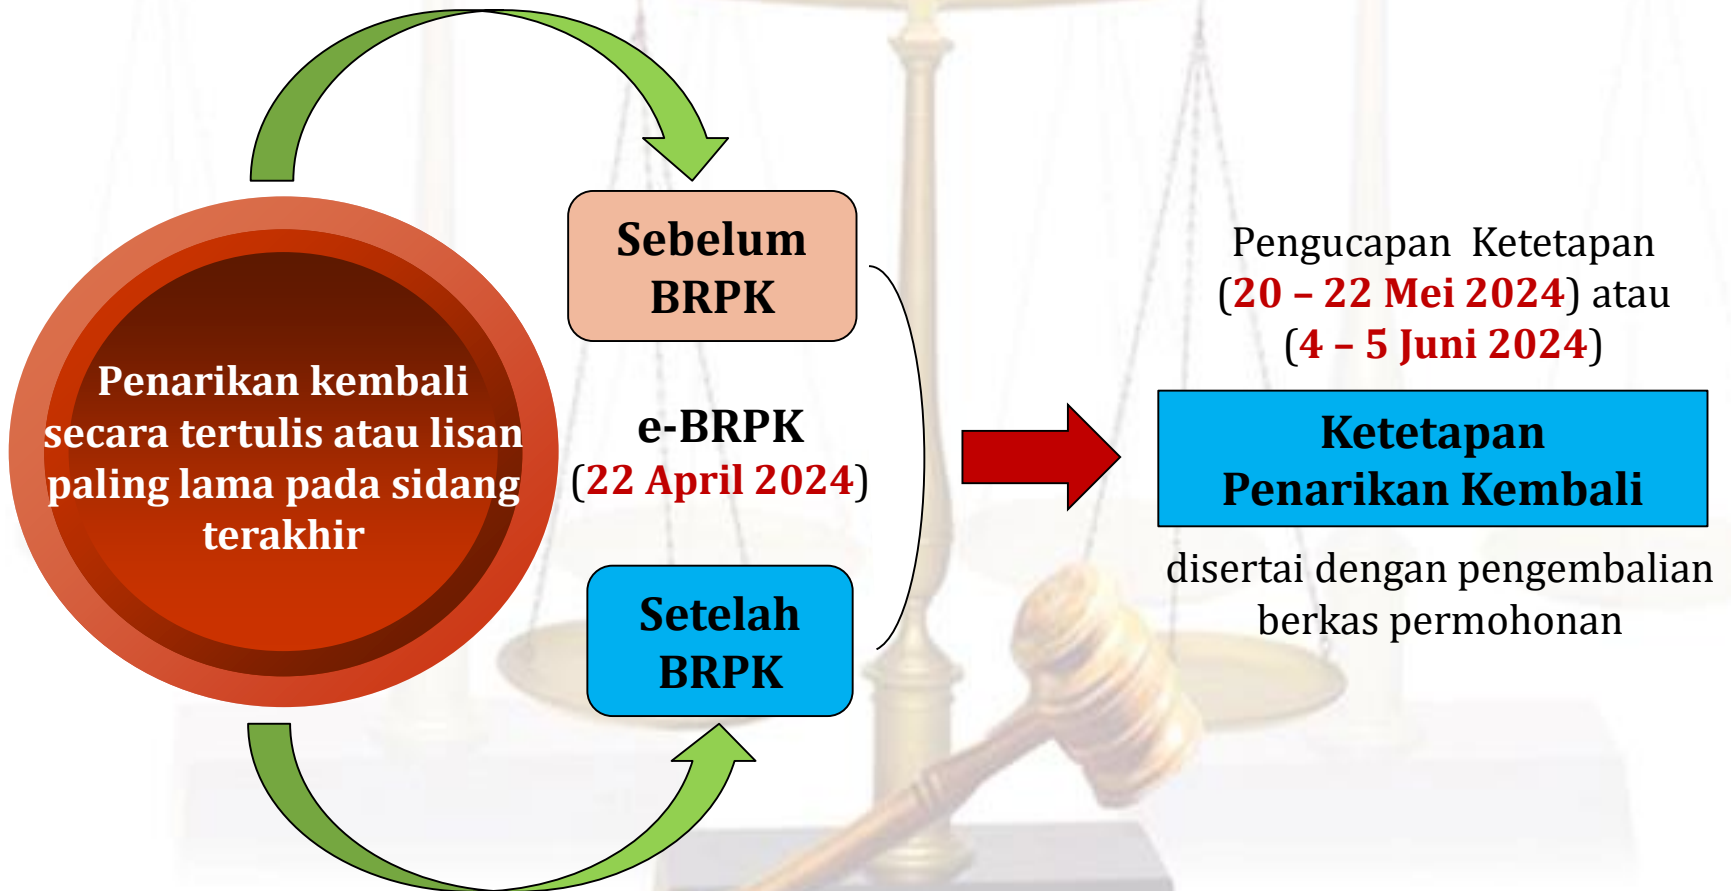 Penarikan kembali
secara tertulis atau lisan
paling lama pada sidang
terakhir
Sebelum
BRPK
e-BRPK
(22 April 2024)
Setelah
BRPK
Pengucapan Ketetapan
(20 – 22 Mei 2024) atau
(4 – 5 Juni 2024)
Ketetapan
Penarikan Kembali
disertai dengan pengembalian
berkas permohonan